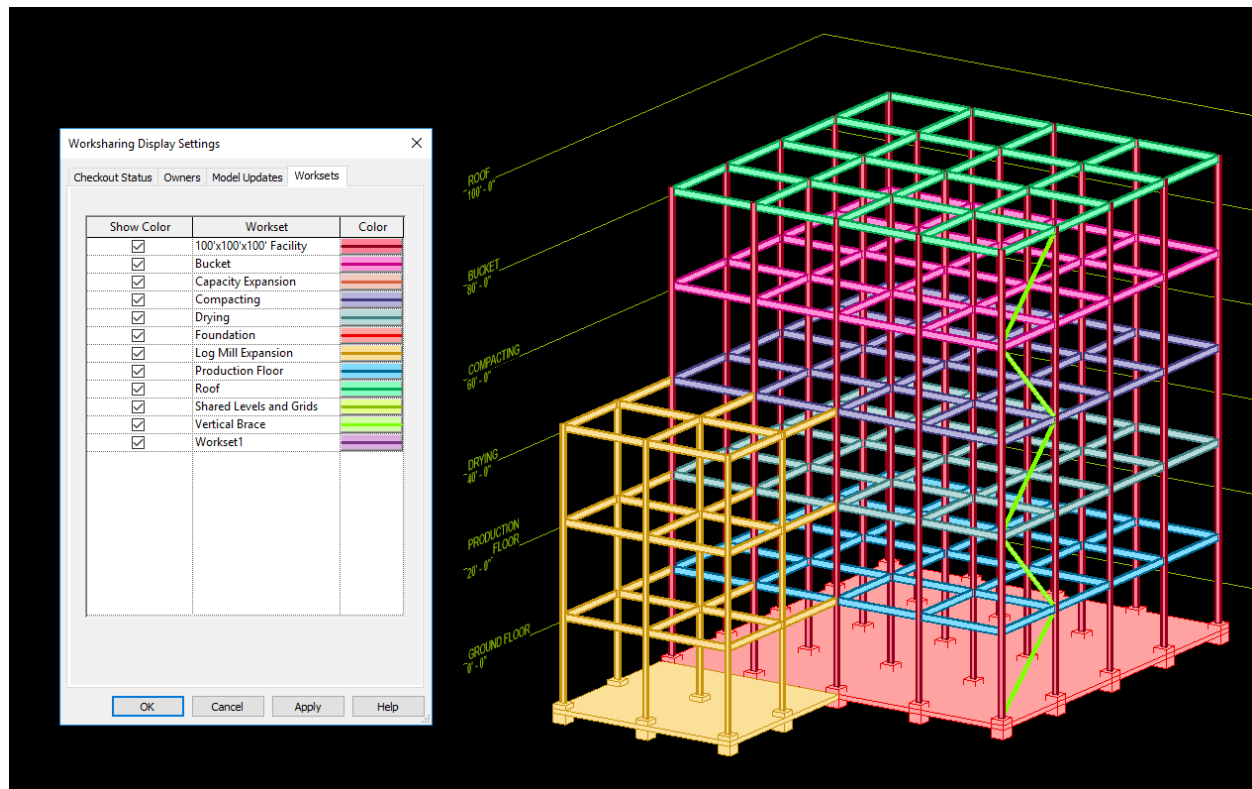 Worksharing Display Settings
Checkout Status Owners Model Updates Worksets
Show Color Workset Color
100'x100'x100' Facility
Bucket
Capacity Expansion
Compacting
Drying
Foundation
Log Mill Expansion
Production Floor
Roof
Shared Levels and Grids
Vertical Brace
Workset1
OK Cancel Apply Help
ROOF
100' - 0"
BUCKET
80' - 0"
COMPACTING
60' - 0"
DRYING
40' - 0"
PRODUCTION
FLOOR
20' - 0"
GROUND FLOOR
0' - 0"